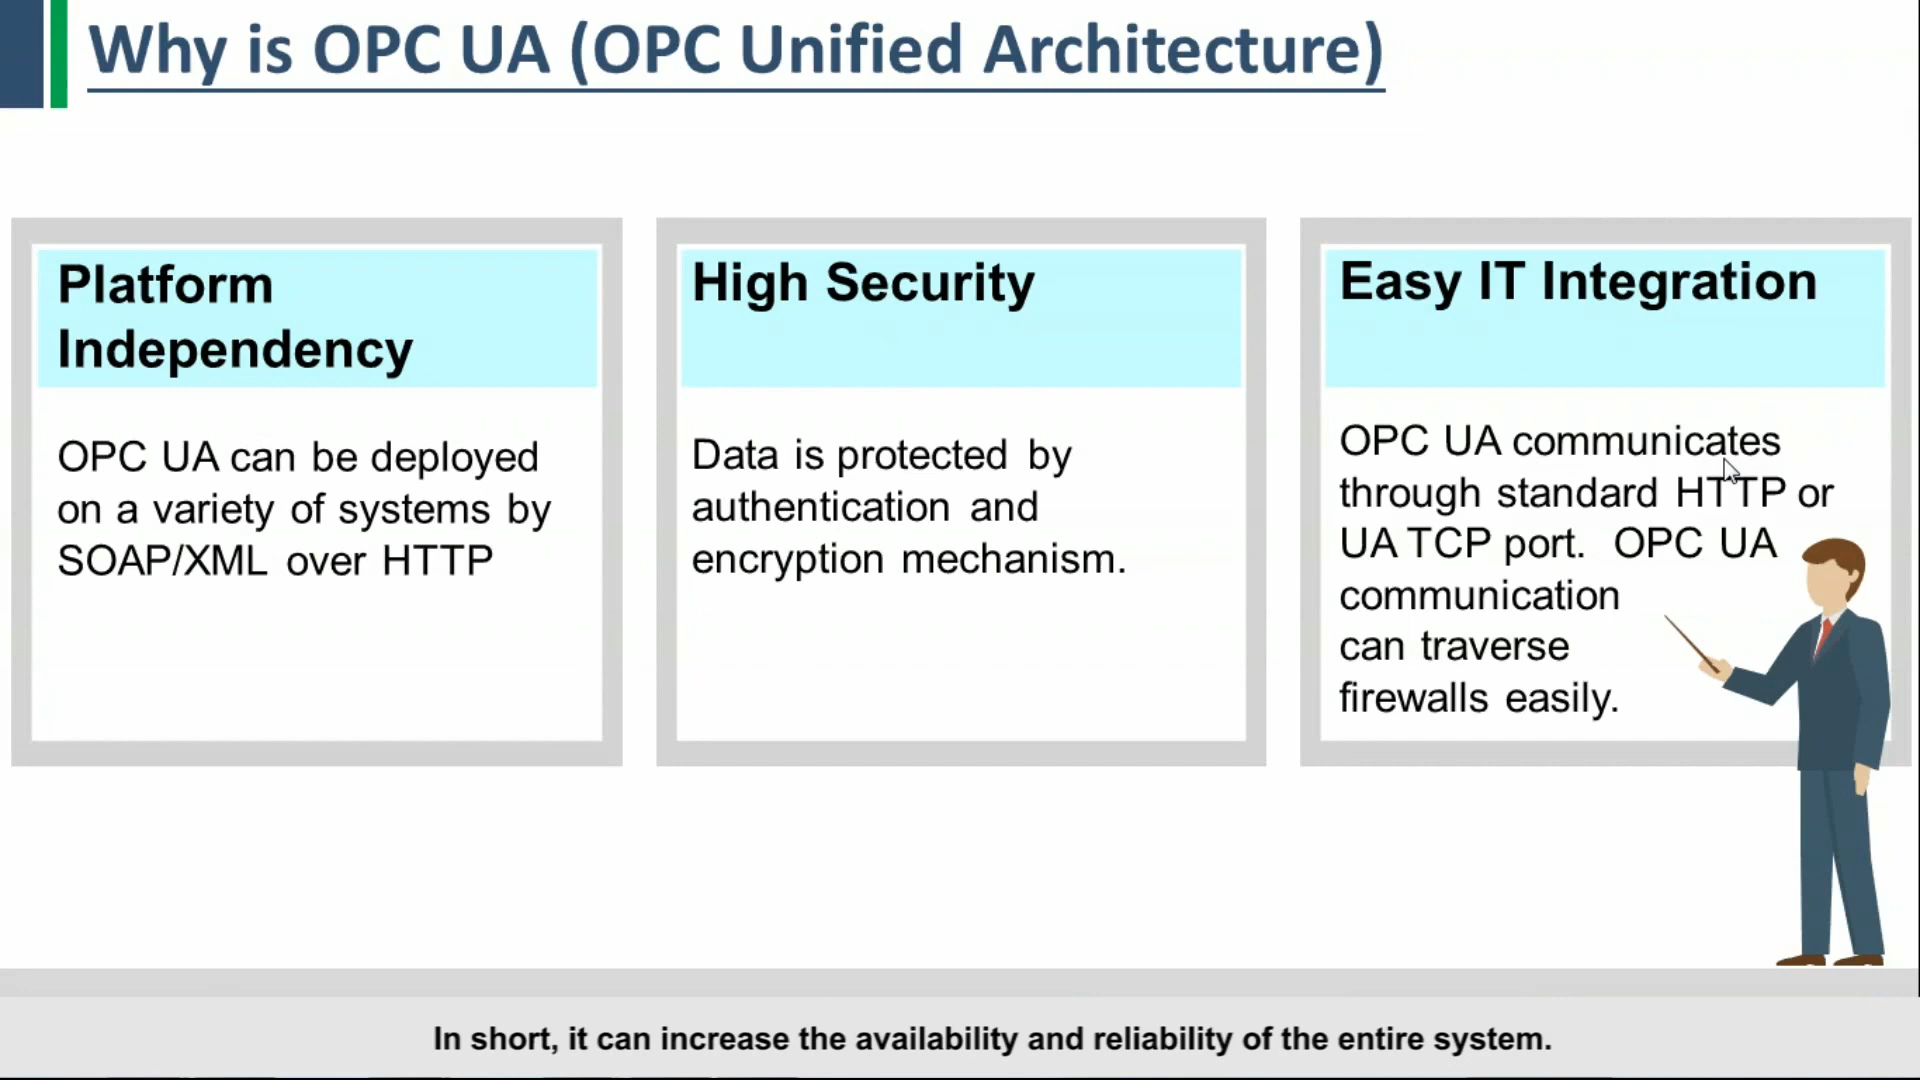 Why is OPC UA (OPC Unified Architecture)
Platform
Independency
OPC UA can be deployed
on a variety of systems by
SOAP/XML over HTTP
High Security
Data is protected by
authentication and
encryption mechanism.
Easy IT Integration
OPC UA communicates
through standard HTTP or
UA TCP port. OPC UA
communication
can traverse
firewalls easily.
In short, it can increase the availability and reliability of the entire system.